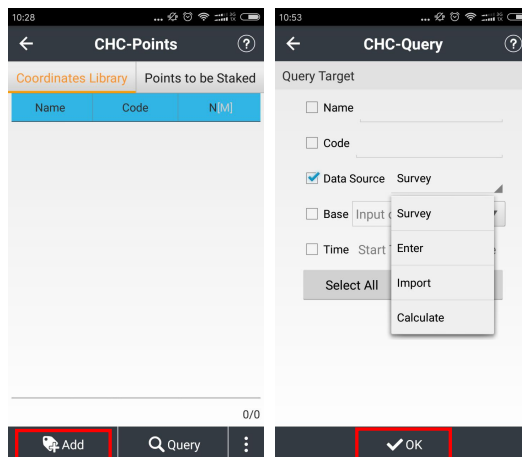 10:28
...
CHC-Points
?
Coordinates Library Points to be Staked
Name Code N[M]
0/0
Add Query
10:53
...
CHC-Query
?
Query Target
Name
Code
Data Source Survey
Base Input
Survey
Time Start
Enter
Select All
Import
Calculate
OK